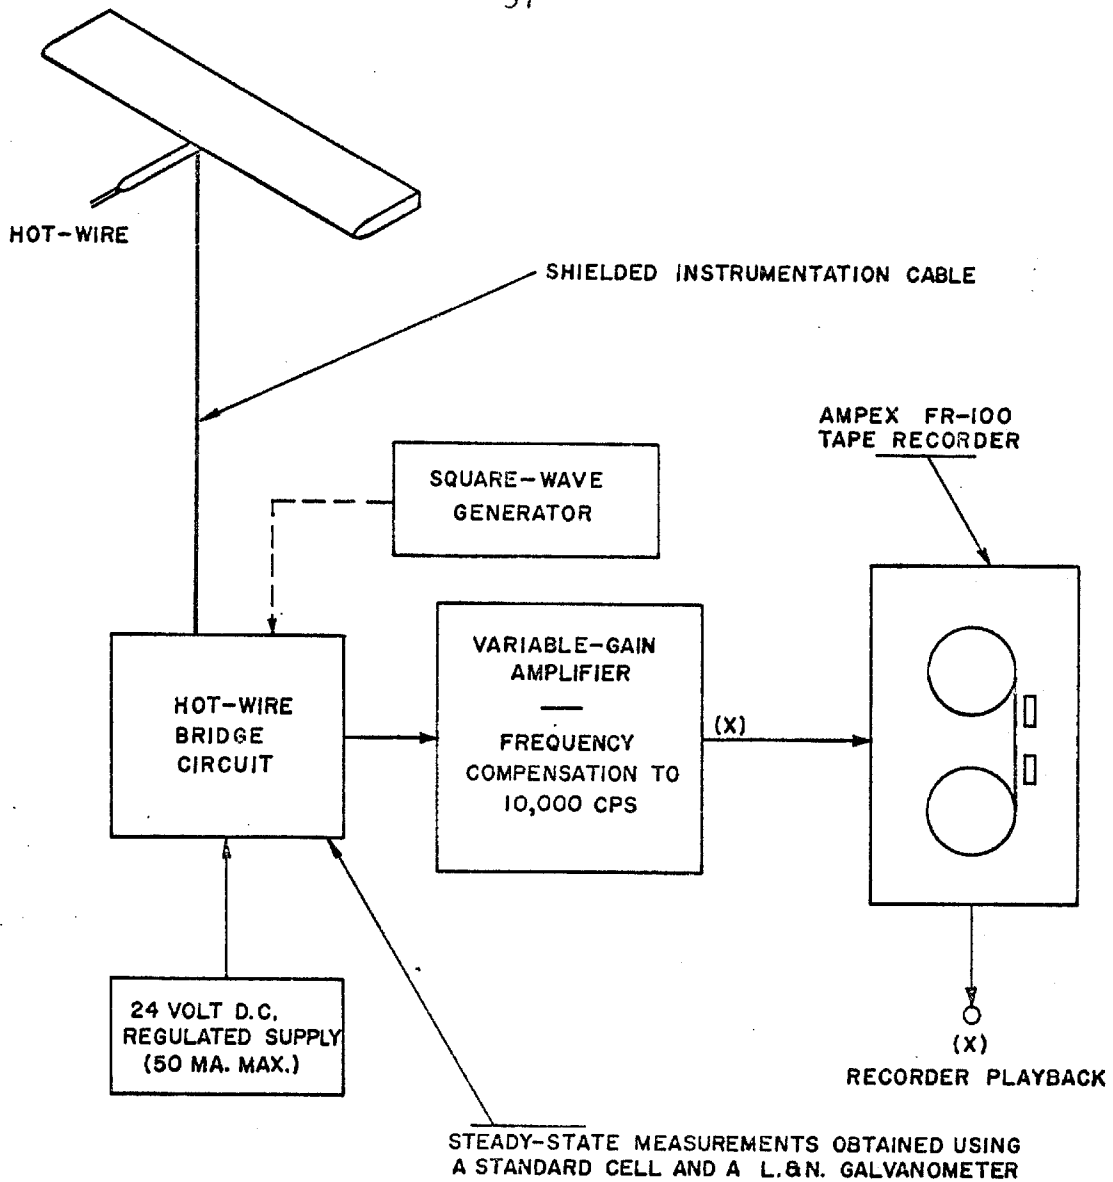 HOT-WIRE
SHIELDED INSTRUMENTATION CABLE
AMPEX FR-100
TAPE RECORDER
SQUARE-WAVE
GENERATOR
VARIABLE-GAIN
AMPLIFIER
FREQUENCY
COMPENSATION TO
10,000 CPS
(X)
HOT-WIRE
BRIDGE
CIRCUIT
24 VOLT D.C.
REGULATED SUPPLY
(50 MA. MAX.)
(X)
RECORDER PLAYBACK
STEADY-STATE MEASUREMENTS OBTAINED USING
A STANDARD CELL AND A L.&N. GALVANOMETER